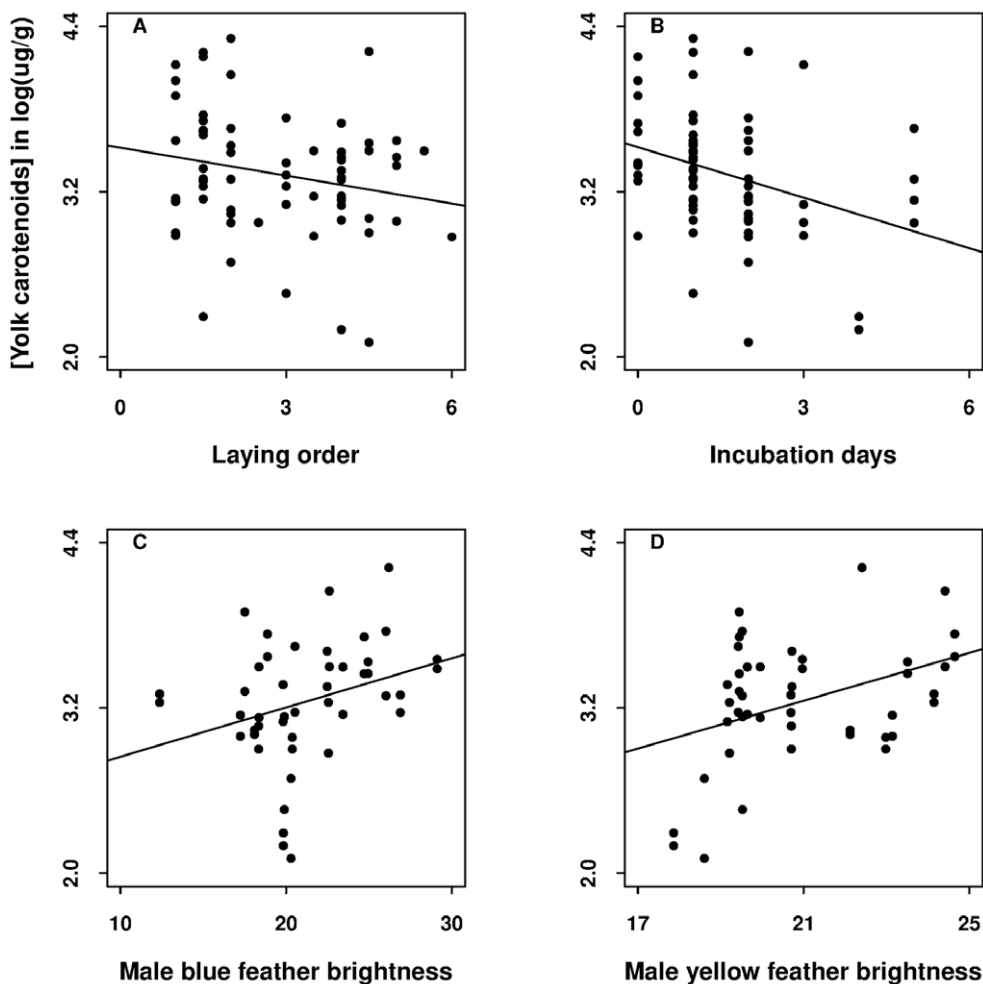 [Yolk carotenoids] in log(ug/g)
A
4.4
3.2
2.0
0 3 6
Laying order
B
4.4
3.2
2.0
0 3 6
Incubation days
C
4.4
3.2
2.0
10 20 30
Male blue feather brightness
D
4.4
3.2
2.0
17 21 25
Male yellow feather brightness